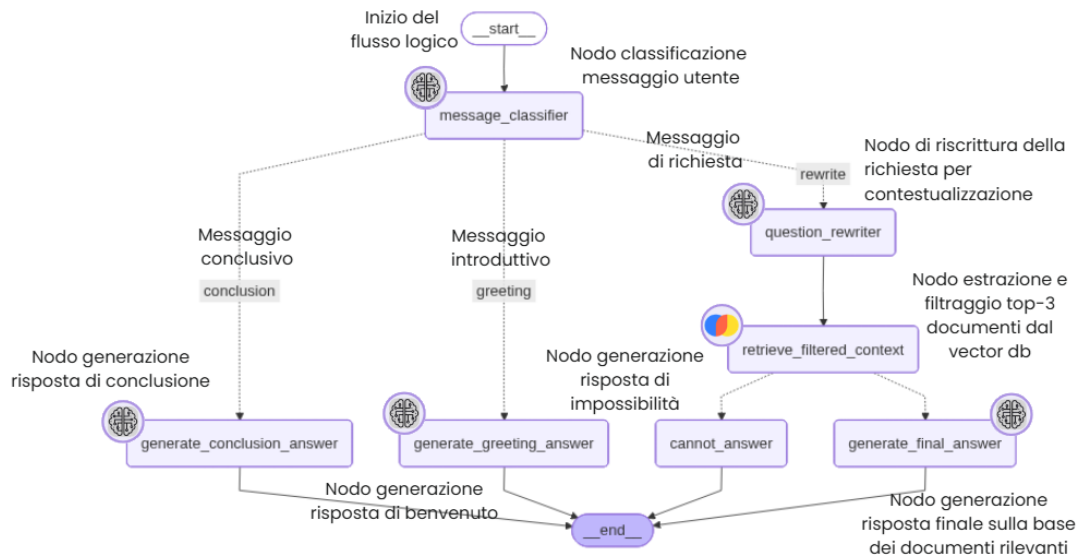 Inizio del
flusso logico
__start__
Nodo classificazione
messaggio utente
message_classifier
Messaggio
di richiesta
rewrite
Nodo di riscrittura della
richiesta per
contestualizzazione
question_rewriter
Messaggio
conclusivo
conclusion
Messaggio
introduttivo
greeting
Nodo estrazione e
filtraggio top-3
documenti dal
vector db
retrieve_filtered_context
Nodo generazione
risposta di conclusione
Nodo generazione
risposta di
impossibilità
generate_conclusion_answer
generate_greeting_answer
cannot_answer
generate_final_answer
Nodo generazione
risposta di benvenuto
__end__
Nodo generazione
risposta finale sulla base
dei documenti rilevanti